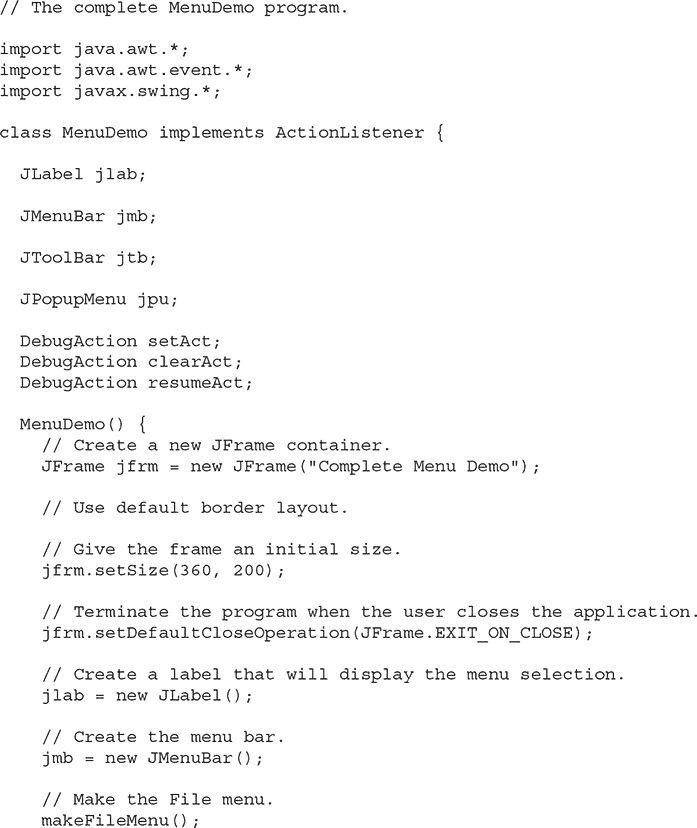 // The complete MenuDemo program.

import java.awt.*;
import java.awt.event.*;
import javax.swing.*;

class MenuDemo implements ActionListener {

  JLabel jlab;

  JMenuBar jmb;

  JToolBar jtb;

  JPopupMenu jpu;

  DebugAction setAct;
  DebugAction clearAct;
  DebugAction resumeAct;

  MenuDemo() {
    // Create a new JFrame container.
    JFrame jfrm = new JFrame("Complete Menu Demo");

    // Use default border layout.

    // Give the frame an initial size.
    jfrm.setSize(360, 200);

    // Terminate the program when the user closes the application.
    jfrm.setDefaultCloseOperation(JFrame.EXIT_ON_CLOSE);

    // Create a label that will display the menu selection.
    jlab = new JLabel();

    // Create the menu bar.
    jmb = new JMenuBar();

    // Make the File menu.
    makeFileMenu();